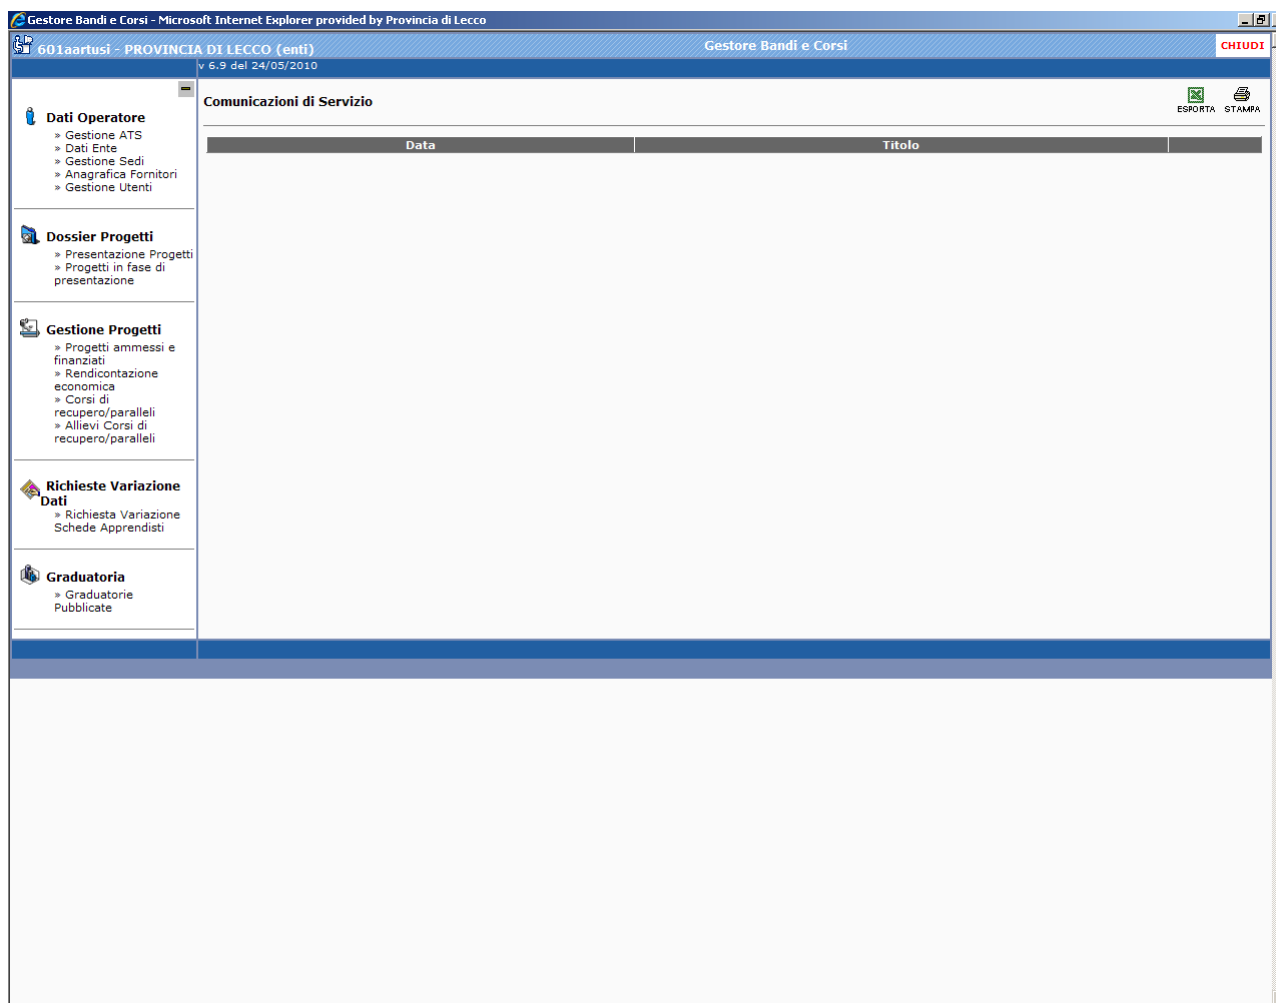 Gestore Bandi e Corsi - Microsoft Internet Explorer provided by Provincia di Lecco
601aartusi - PROVINCIA DI LECCO (enti)
Gestore Bandi e Corsi
CHIUDI
v 6.9 del 24/05/2010
Dati Operatore
» Gestione ATS
» Dati Ente
» Gestione Sedi
» Anagrafica Fornitori
» Gestione Utenti
Dossier Progetti
» Presentazione Progetti
» Progetti in fase di
presentazione
Gestione Progetti
» Progetti ammessi e
finanziati
» Rendicontazione
economica
» Corsi di
recupero/paralleli
» Allievi Corsi di
recupero/paralleli
Richieste Variazione
Dati
» Richiesta Variazione
Schede Apprendisti
Graduatoria
» Graduatorie
Pubblicate
Comunicazioni di Servizio
ESPORTA
STAMPA
Data
Titolo